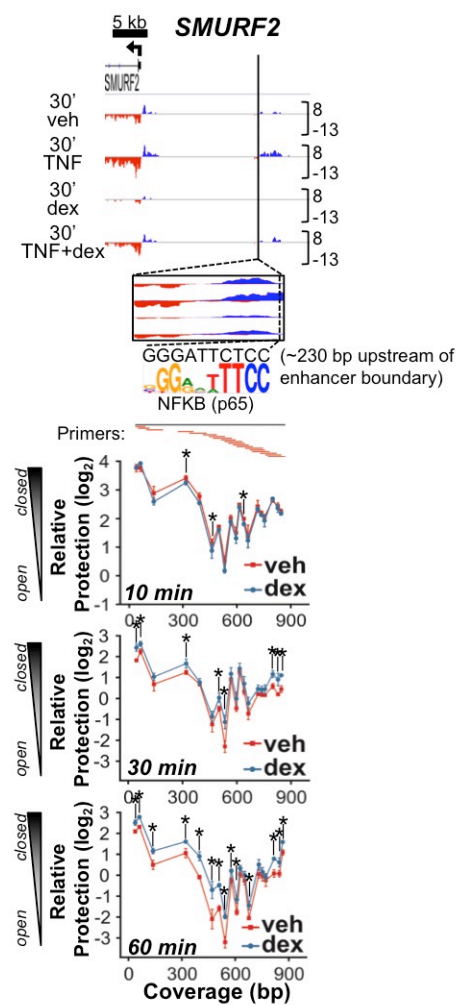 5 kb
SMURF2
SMURF2
30'
veh
8
-13
30'
TNF
8
-13
30'
dex
8
-13
30'
TNF+dex
8
-13
GGGATTCTCC (~230 bp upstream of
enhancer boundary)
GGATTTCC
NFKB (p65)
Primers:
closed
open
Relative
Protection (log2)
4
3
2
1
0
-1
* * *
veh
dex
10 min
0 300 600 900
closed
open
Relative
Protection (log2)
3
2
1
0
-1
-2
-3
* * * * * * * *
veh
dex
30 min
0 300 600 900
closed
open
Relative
Protection (log2)
3
2
1
0
-1
-2
-3
* * * * * * * * * * * * * *
veh
dex
60 min
0 300 600 900
Coverage (bp)